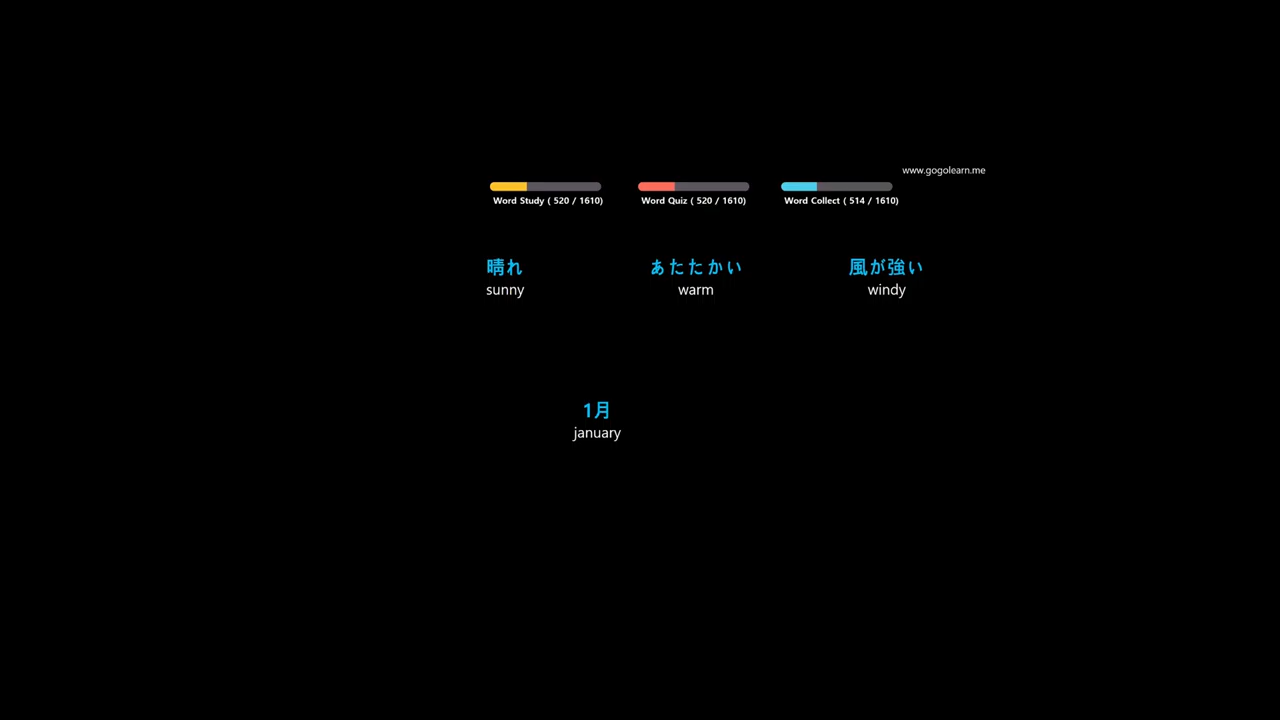 www.gogolearn.me
Word Study ( 520 / 1610)
Word Quiz ( 520 / 1610)
Word Collect ( 514 / 1610)
晴れ
sunny
あたたかい
warm
風が強い
windy
1月
january